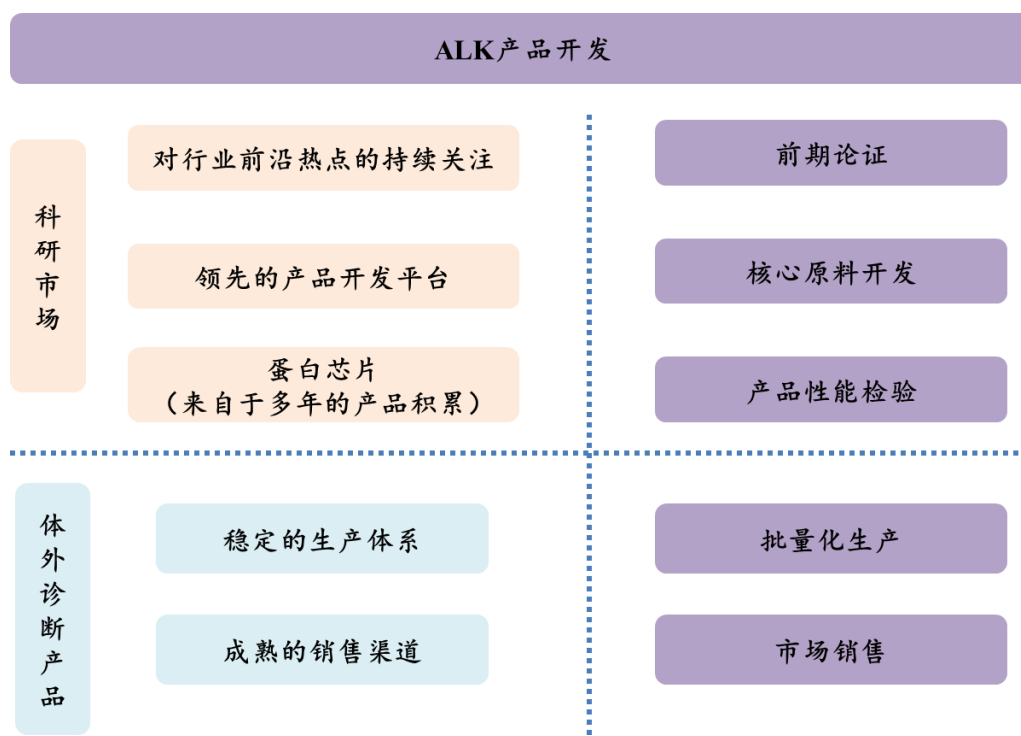 ALK产品开发
科研市场
对行业前沿热点的持续关注
前期论证
领先的产品开发平台
核心原料开发
蛋白芯片
（来自于多年的产品积累）
产品性能检验
体外诊断产品
稳定的生产体系
批量化生产
成熟的销售渠道
市场销售